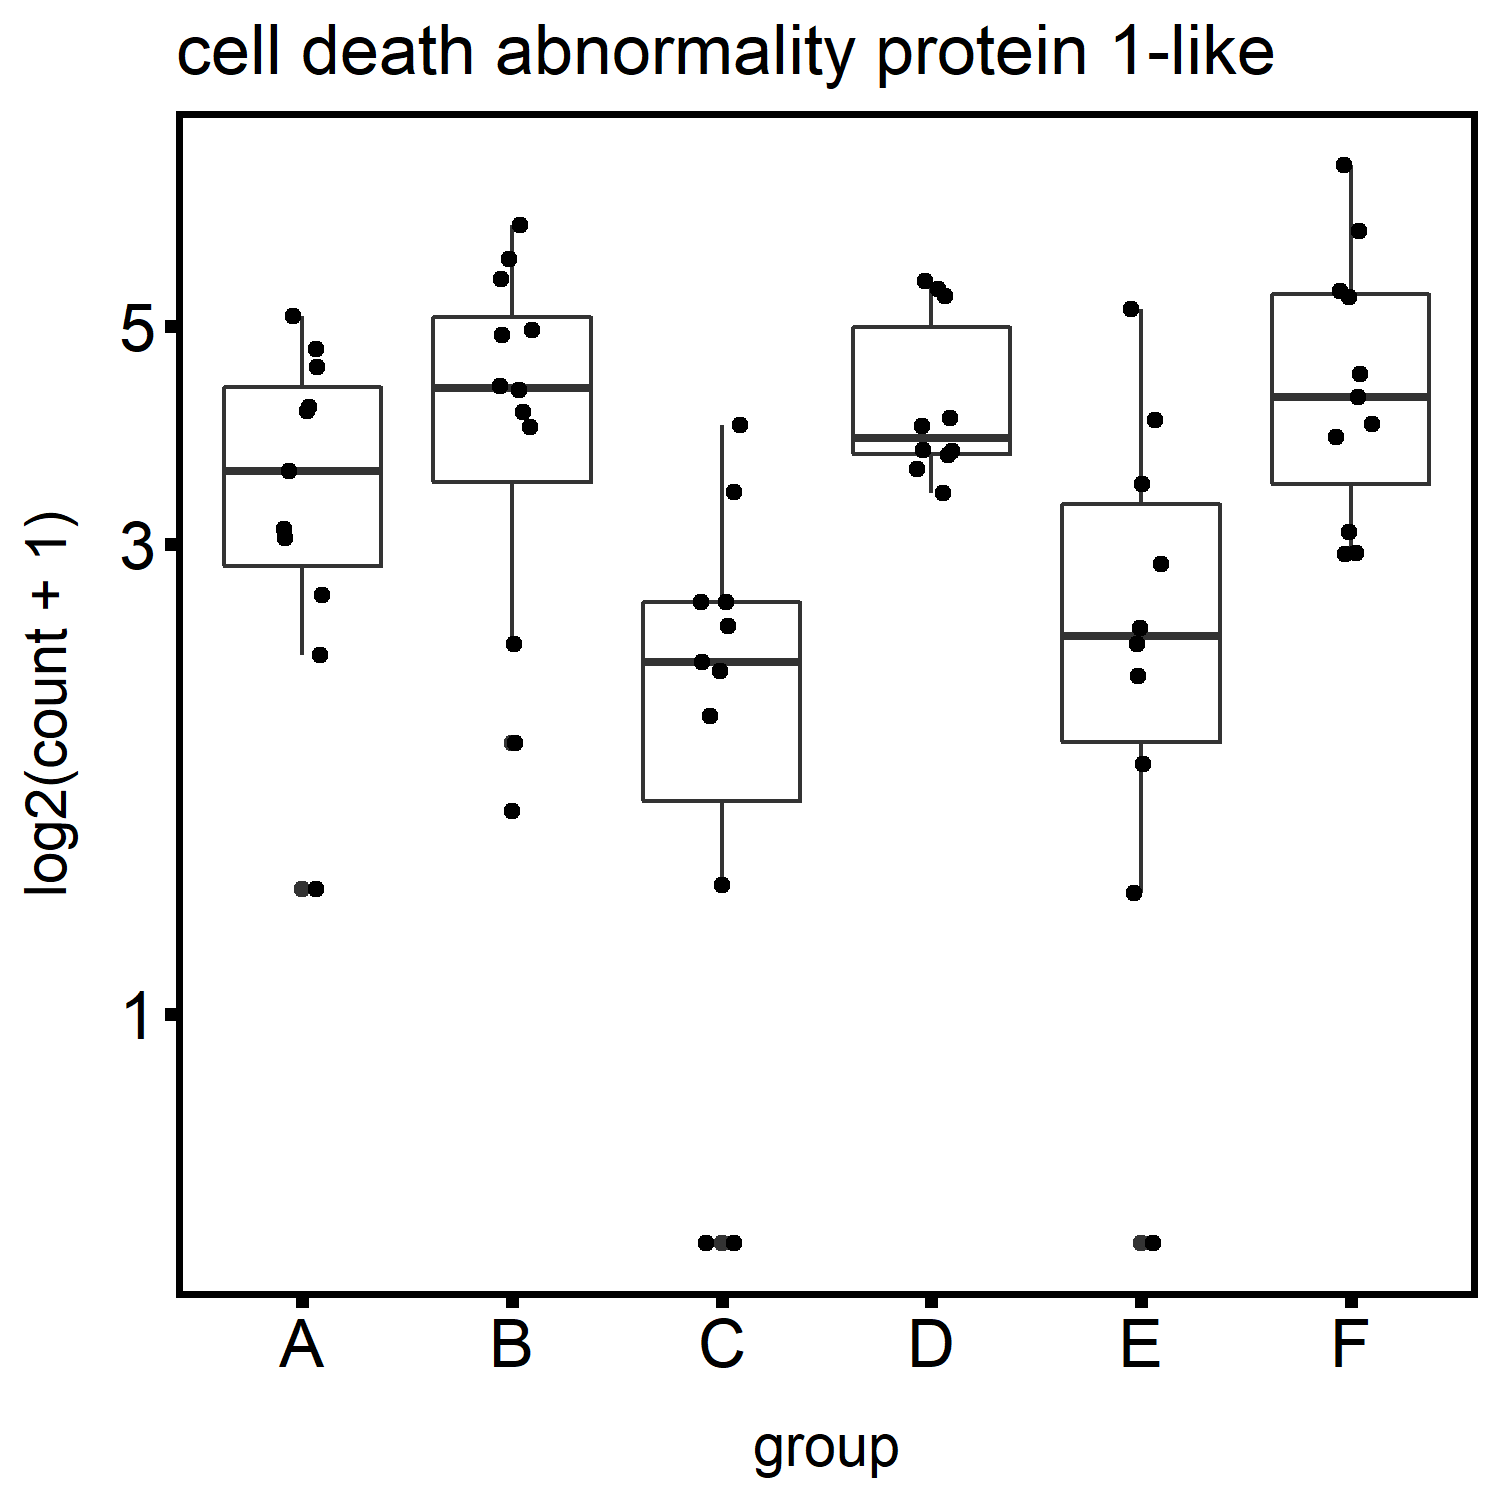 cell death abnormality protein 1-like
log2(count + 1)
5
3
1
A B C D E F
group